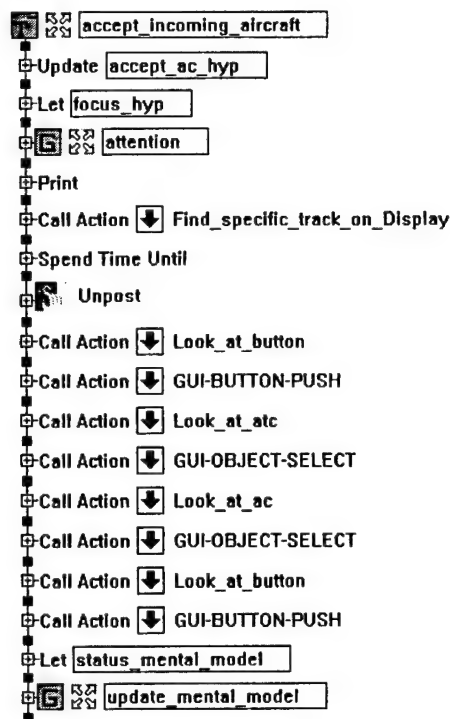 accept_incoming_aircraft
Update accept_ac_hyp
Let focus_hyp
G attention
Print
Call Action Find_specific_track_on_Display
Spend Time Until
Unpost
Call Action Look_at_button
Call Action GUI-BUTTON-PUSH
Call Action Look_at_atc
Call Action GUI-OBJECT-SELECT
Call Action Look_at_ac
Call Action GUI-OBJECT-SELECT
Call Action Look_at_button
Call Action GUI-BUTTON-PUSH
Let status_mental_model
G update_mental_model